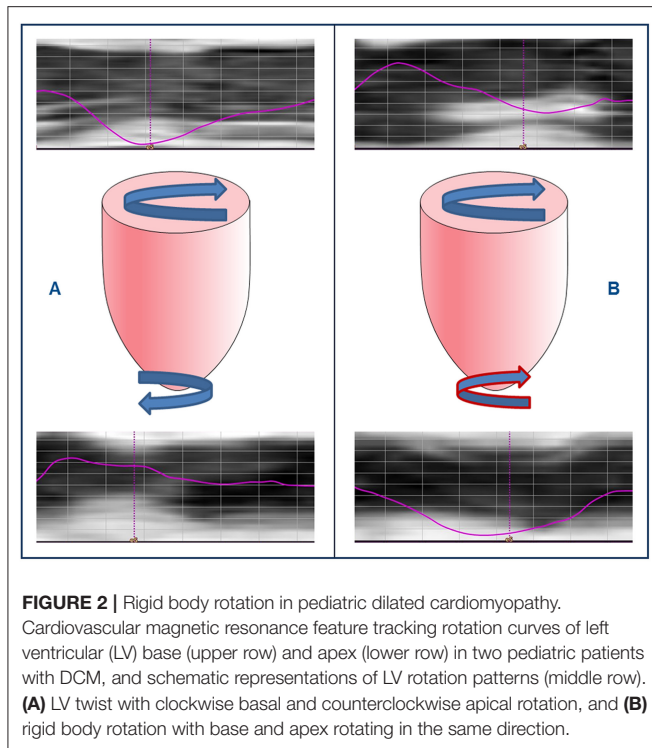 A
B
FIGURE 2 | Rigid body rotation in pediatric dilated cardiomyopathy.
Cardiovascular magnetic resonance feature tracking rotation curves of left
ventricular (LV) base (upper row) and apex (lower row) in two pediatric patients
with DCM, and schematic representations of LV rotation patterns (middle row).
(A) LV twist with clockwise basal and counterclockwise apical rotation, and (B)
rigid body rotation with base and apex rotating in the same direction.